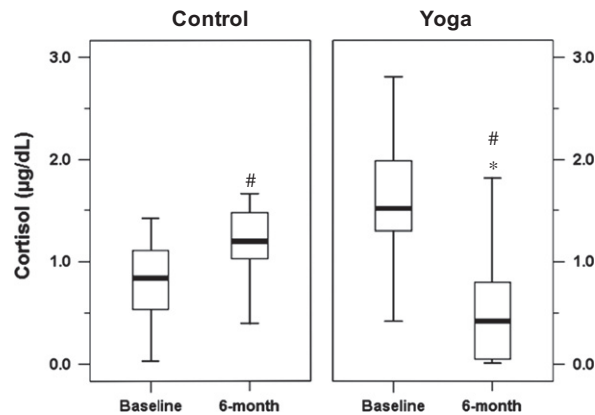 Control
Yoga
Cortisol (µg/dL)
3.0
2.0
1.0
0.0
#
#
*
3.0
2.0
1.0
0.0
Baseline
6-month
Baseline
6-month